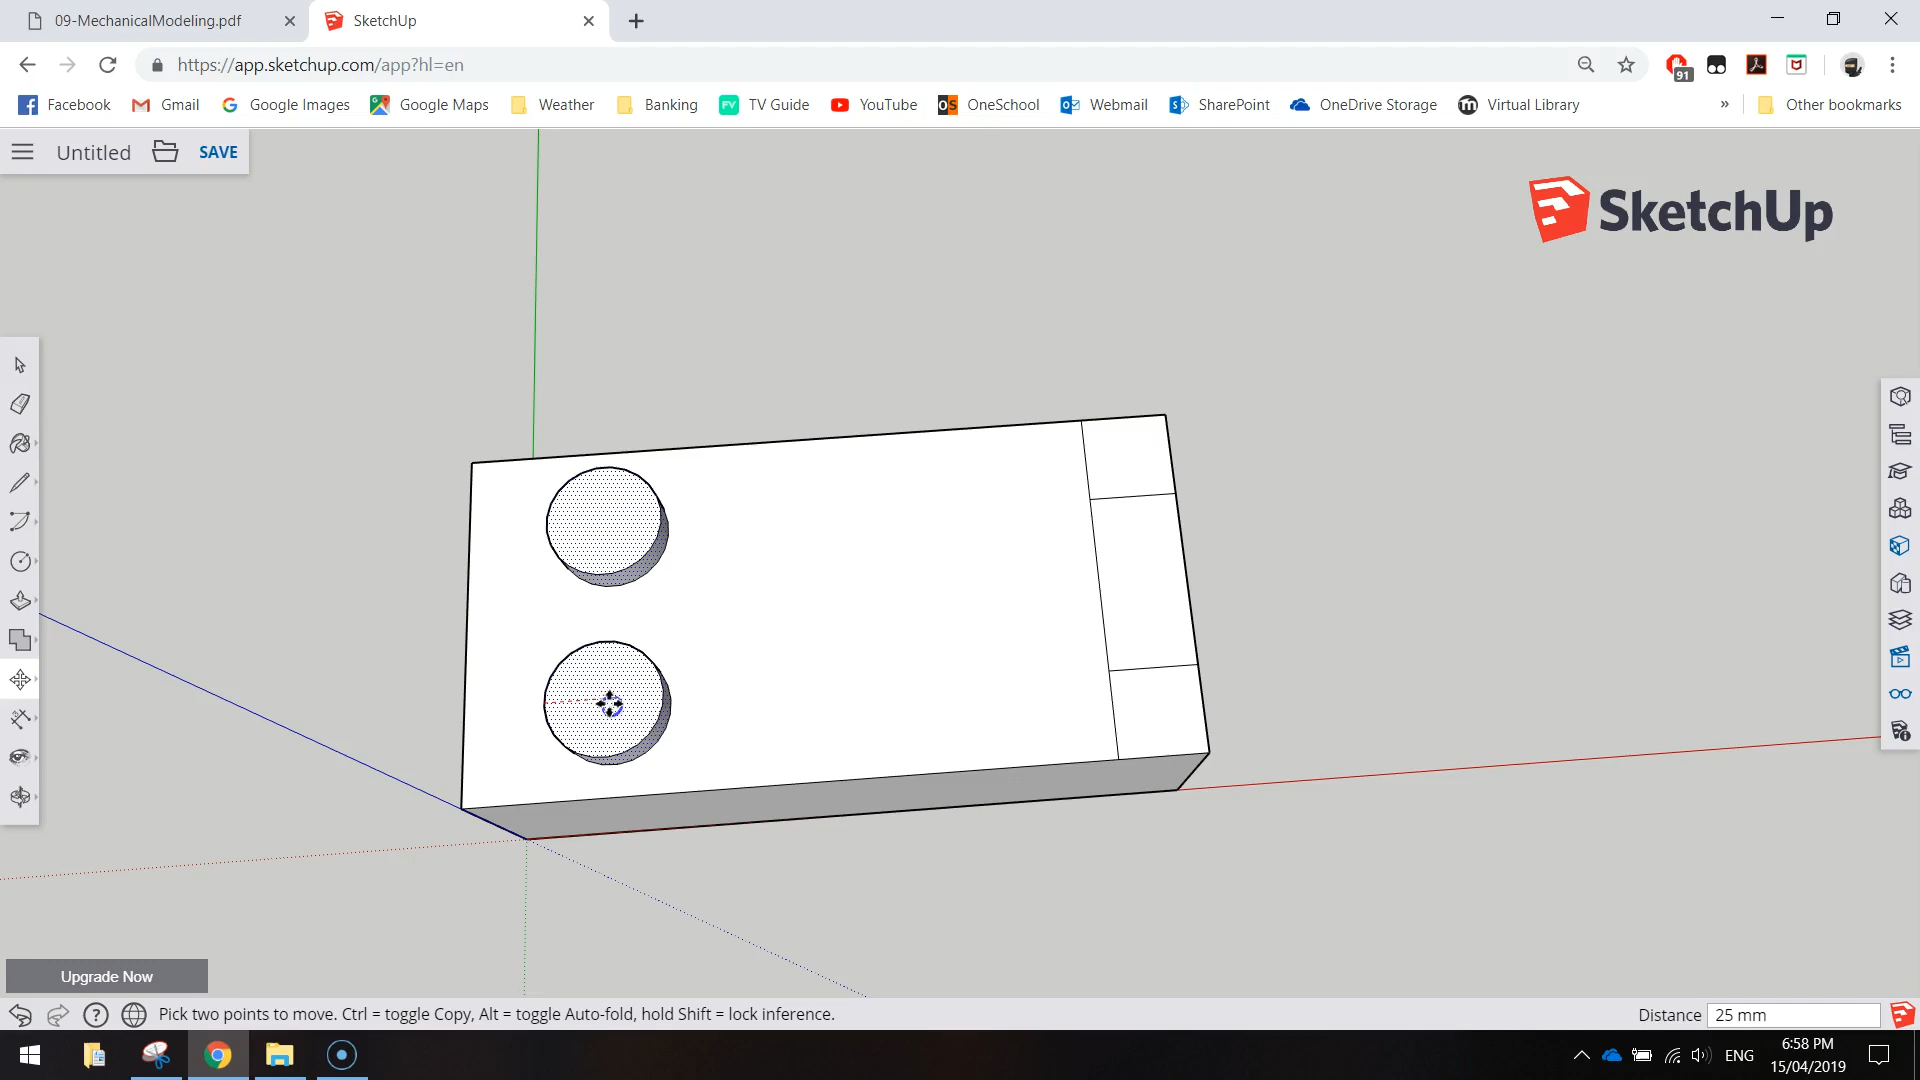 09-MechanicalModeling.pdf
SketchUp
https://app.sketchup.com/app?hl=en
91
Facebook Gmail Google Images Google Maps Weather Banking TV Guide YouTube OneSchool Webmail SharePoint OneDrive Storage Virtual Library » Other bookmarks
Untitled SAVE
SketchUp
Upgrade Now
Pick two points to move. Ctrl = toggle Copy, Alt = toggle Auto-fold, hold Shift = lock inference.
Distance 25 mm
ENG
6:58 PM
15/04/2019